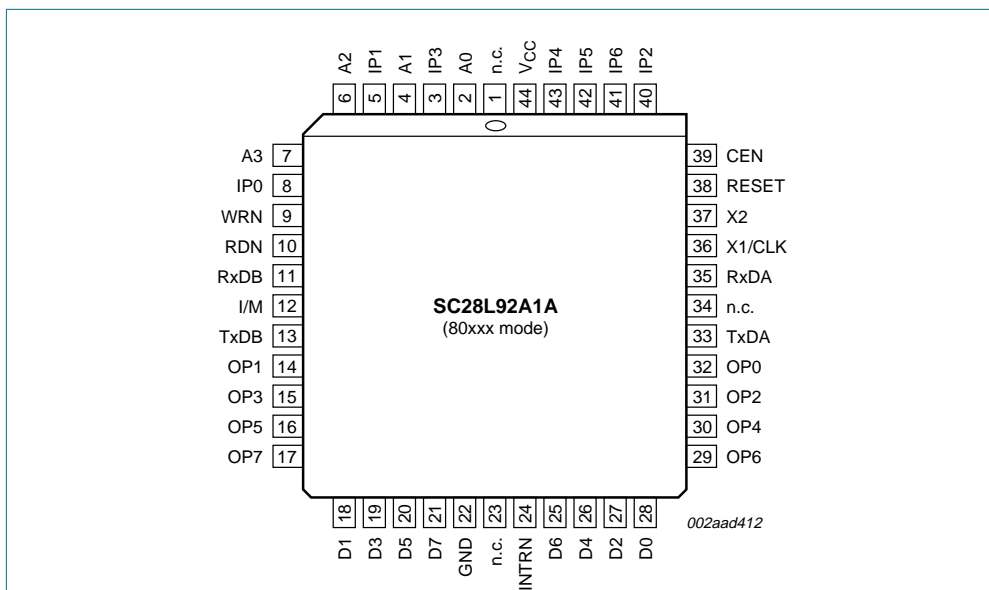 A2 IP1 A1 IP3 A0 n.c. VCC IP4 IP5 IP6 IP2
6 5 4 3 2 1 44 43 42 41 40
A3 7 39 CEN
IP0 8 38 RESET
WRN 9 37 X2
RDN 10 36 X1/CLK
RxDB 11 35 RxDA
I/M 12 SC28L92A1A 34 n.c.
(80xxx mode)
TxDB 13 33 TxDA
OP1 14 32 OP0
OP3 15 31 OP2
OP5 16 30 OP4
OP7 17 29 OP6
18 19 20 21 22 23 24 25 26 27 28
D1 D3 D5 D7 GND n.c. INTRN D6 D4 D2 D0
002aad412